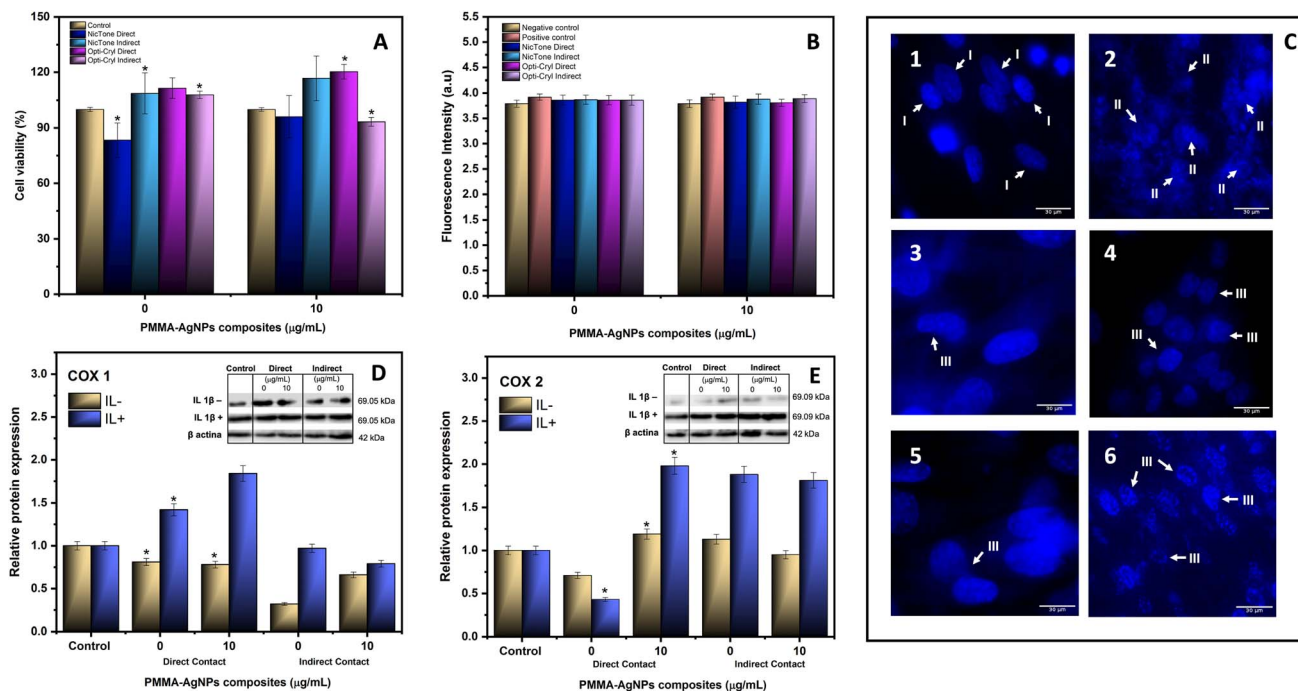 A
Control
NicTone Direct
NicTone Indirect
Opti-Cryl Direct
Opti-Cryl Indirect
150
120
90
60
30
0
Cell viability (%)
* * * * *
0 10
PMMA-AgNPs composites (µg/mL)
B
Negative control
Positive control
NicTone Direct
NicTone Indirect
Opti-Cryl Direct
Opti-Cryl Indirect
5.5
5.0
4.5
4.0
3.5
3.0
2.5
2.0
1.5
1.0
0.5
0.0
Fluorescence Intensity (a.u)
0 10
PMMA-AgNPs composites (µg/mL)
C
1
I I
I I
I
30 µm
2
II
II II
II
II II
30 µm
3
III
30 µm
4
III
III III
30 µm
5
III
30 µm
6
III
III
III
30 µm
D
COX 1
IL-
IL+
Control Direct Indirect
(µg/mL) (µg/mL)
0 10 0 10
IL 1β − 69.05 kDa
IL 1β + 69.05 kDa
β actina 42 kDa
3.0
2.5
2.0
1.5
1.0
0.5
0.0
Relative protein expression
* * *
Control 0 10 0 10
Direct Contact Indirect Contact
PMMA-AgNPs composites (µg/mL)
E
COX 2
IL-
IL+
Control Direct Indirect
(µg/mL) (µg/mL)
0 10 0 10
IL 1β − 69.09 kDa
IL 1β + 69.09 kDa
β actina 42 kDa
3.0
2.5
2.0
1.5
1.0
0.5
0.0
Relative protein expression
* * *
Control 0 10 0 10
Direct Contact Indirect Contact
PMMA-AgNPs composites (µg/mL)